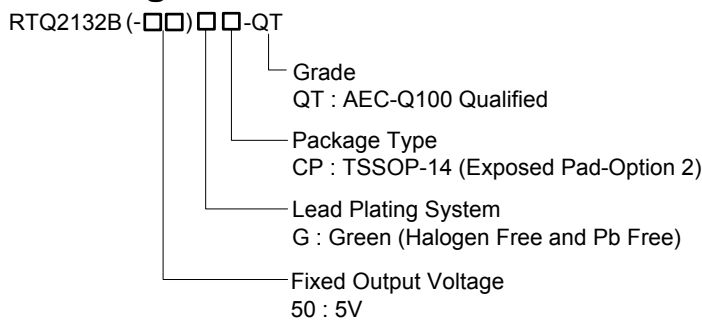 RTQ2132B (-□□) □ □ -QT
Grade
QT : AEC-Q100 Qualified
Package Type
CP : TSSOP-14 (Exposed Pad-Option 2)
Lead Plating System
G : Green (Halogen Free and Pb Free)
Fixed Output Voltage
50 : 5V